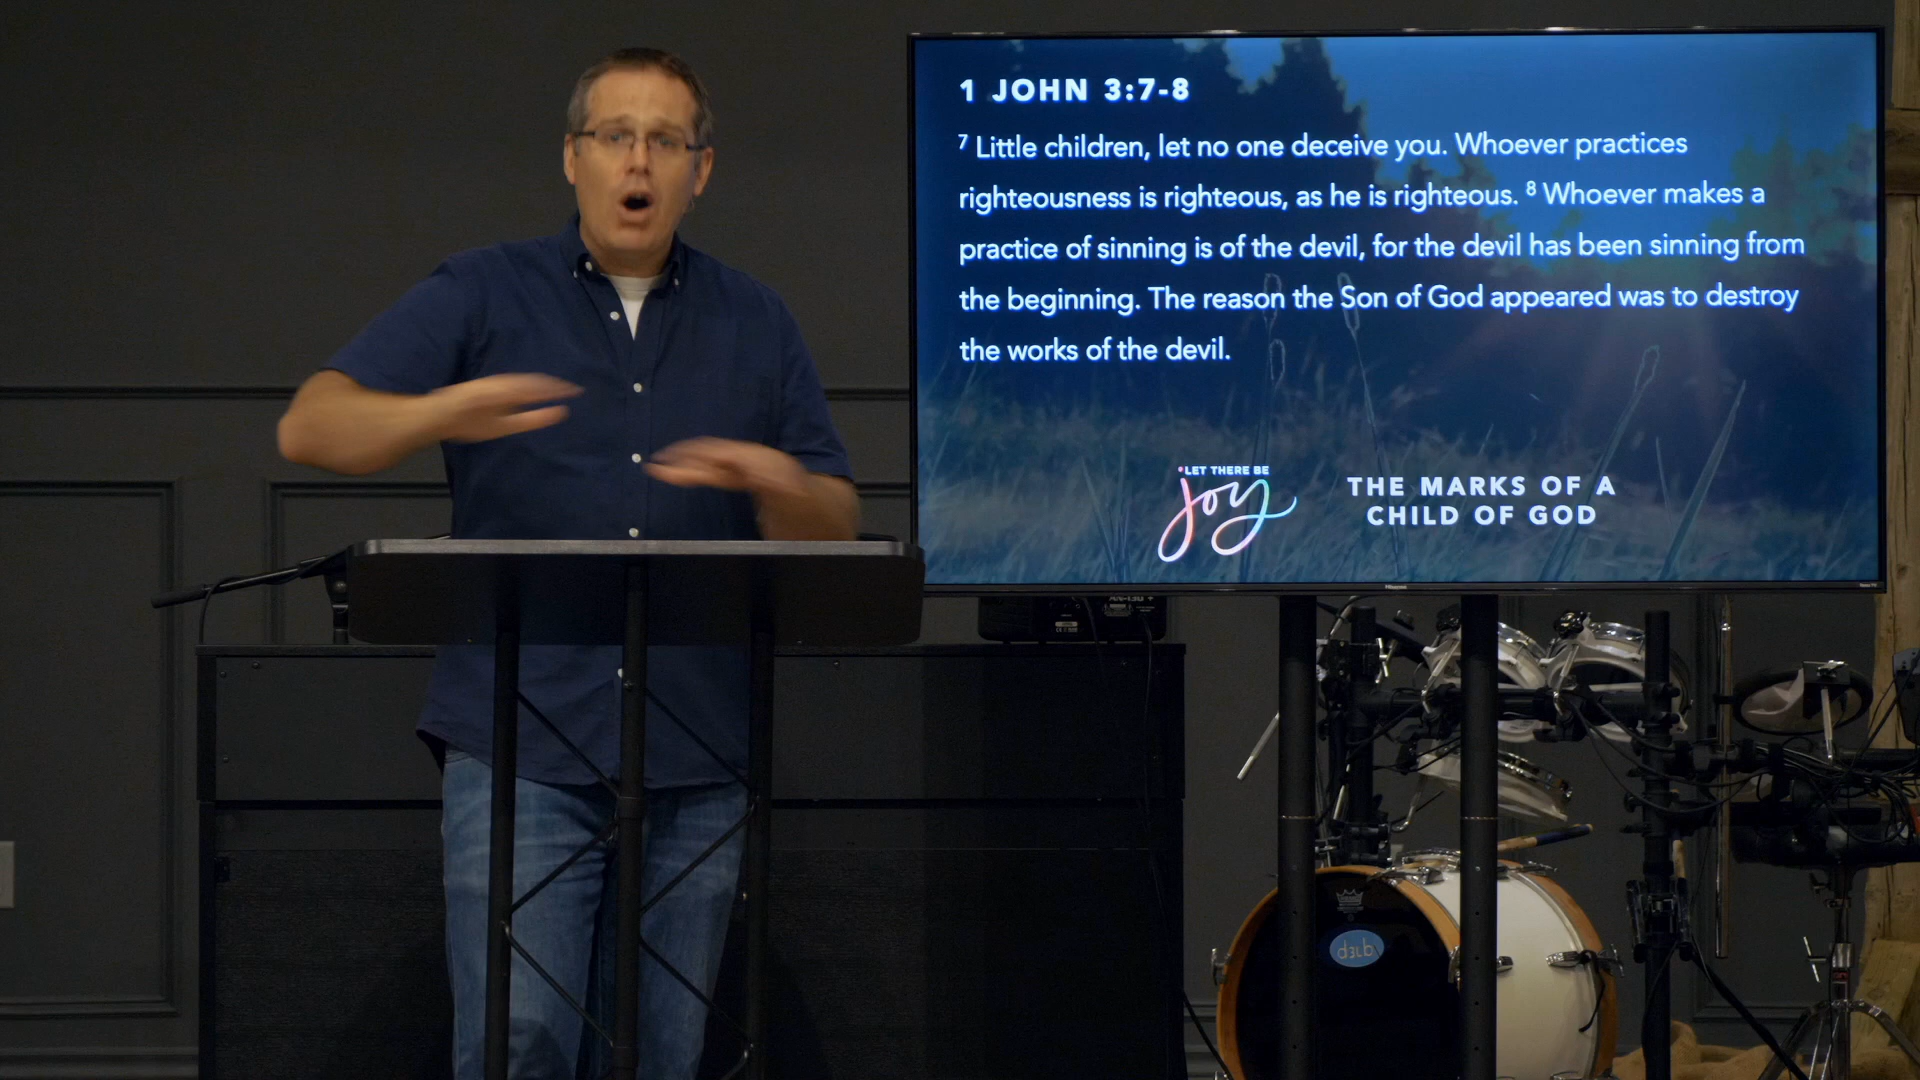 1 JOHN 3:7-8
7 Little children, let no one deceive you. Whoever practices
righteousness is righteous, as he is righteous. 8 Whoever makes a
practice of sinning is of the devil, for the devil has been sinning from
the beginning. The reason the Son of God appeared was to destroy
the works of the devil.
LET THERE BE
joy
THE MARKS OF A
CHILD OF GOD
Hisense
REMO